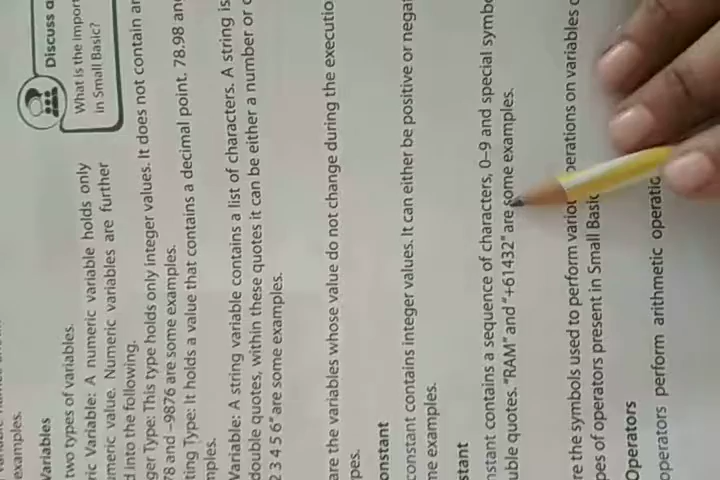 examples.
Variables
two types of variables.
ric Variable: A numeric variable holds only
umeric value. Numeric variables are further
d into the following.
Discuss a
What is the Impor
in Small Basic?
ger Type: This type holds only Integer values. It does not contain an
78 and –9876 are some examples.
ting Type: It holds a value that contains a decimal point. 78.98 an
mples.
Variable: A string variable contains a list of characters. A string is
double quotes, within these quotes it can be either a number or c
2 3 4 5 6" are some examples.
are the variables whose value do not change during the executio
pes.
onstant
constant contains integer values. It can either be positive or negat
me examples.
stant
nstant contains a sequence of characters, 0–9 and special symbo
uble quotes. "RAM" and "+61432" are some examples.
re the symbols used to perform variou perations on variables o
pes of operators present in Small Basic
Operators
operators perform arithmetic operatio